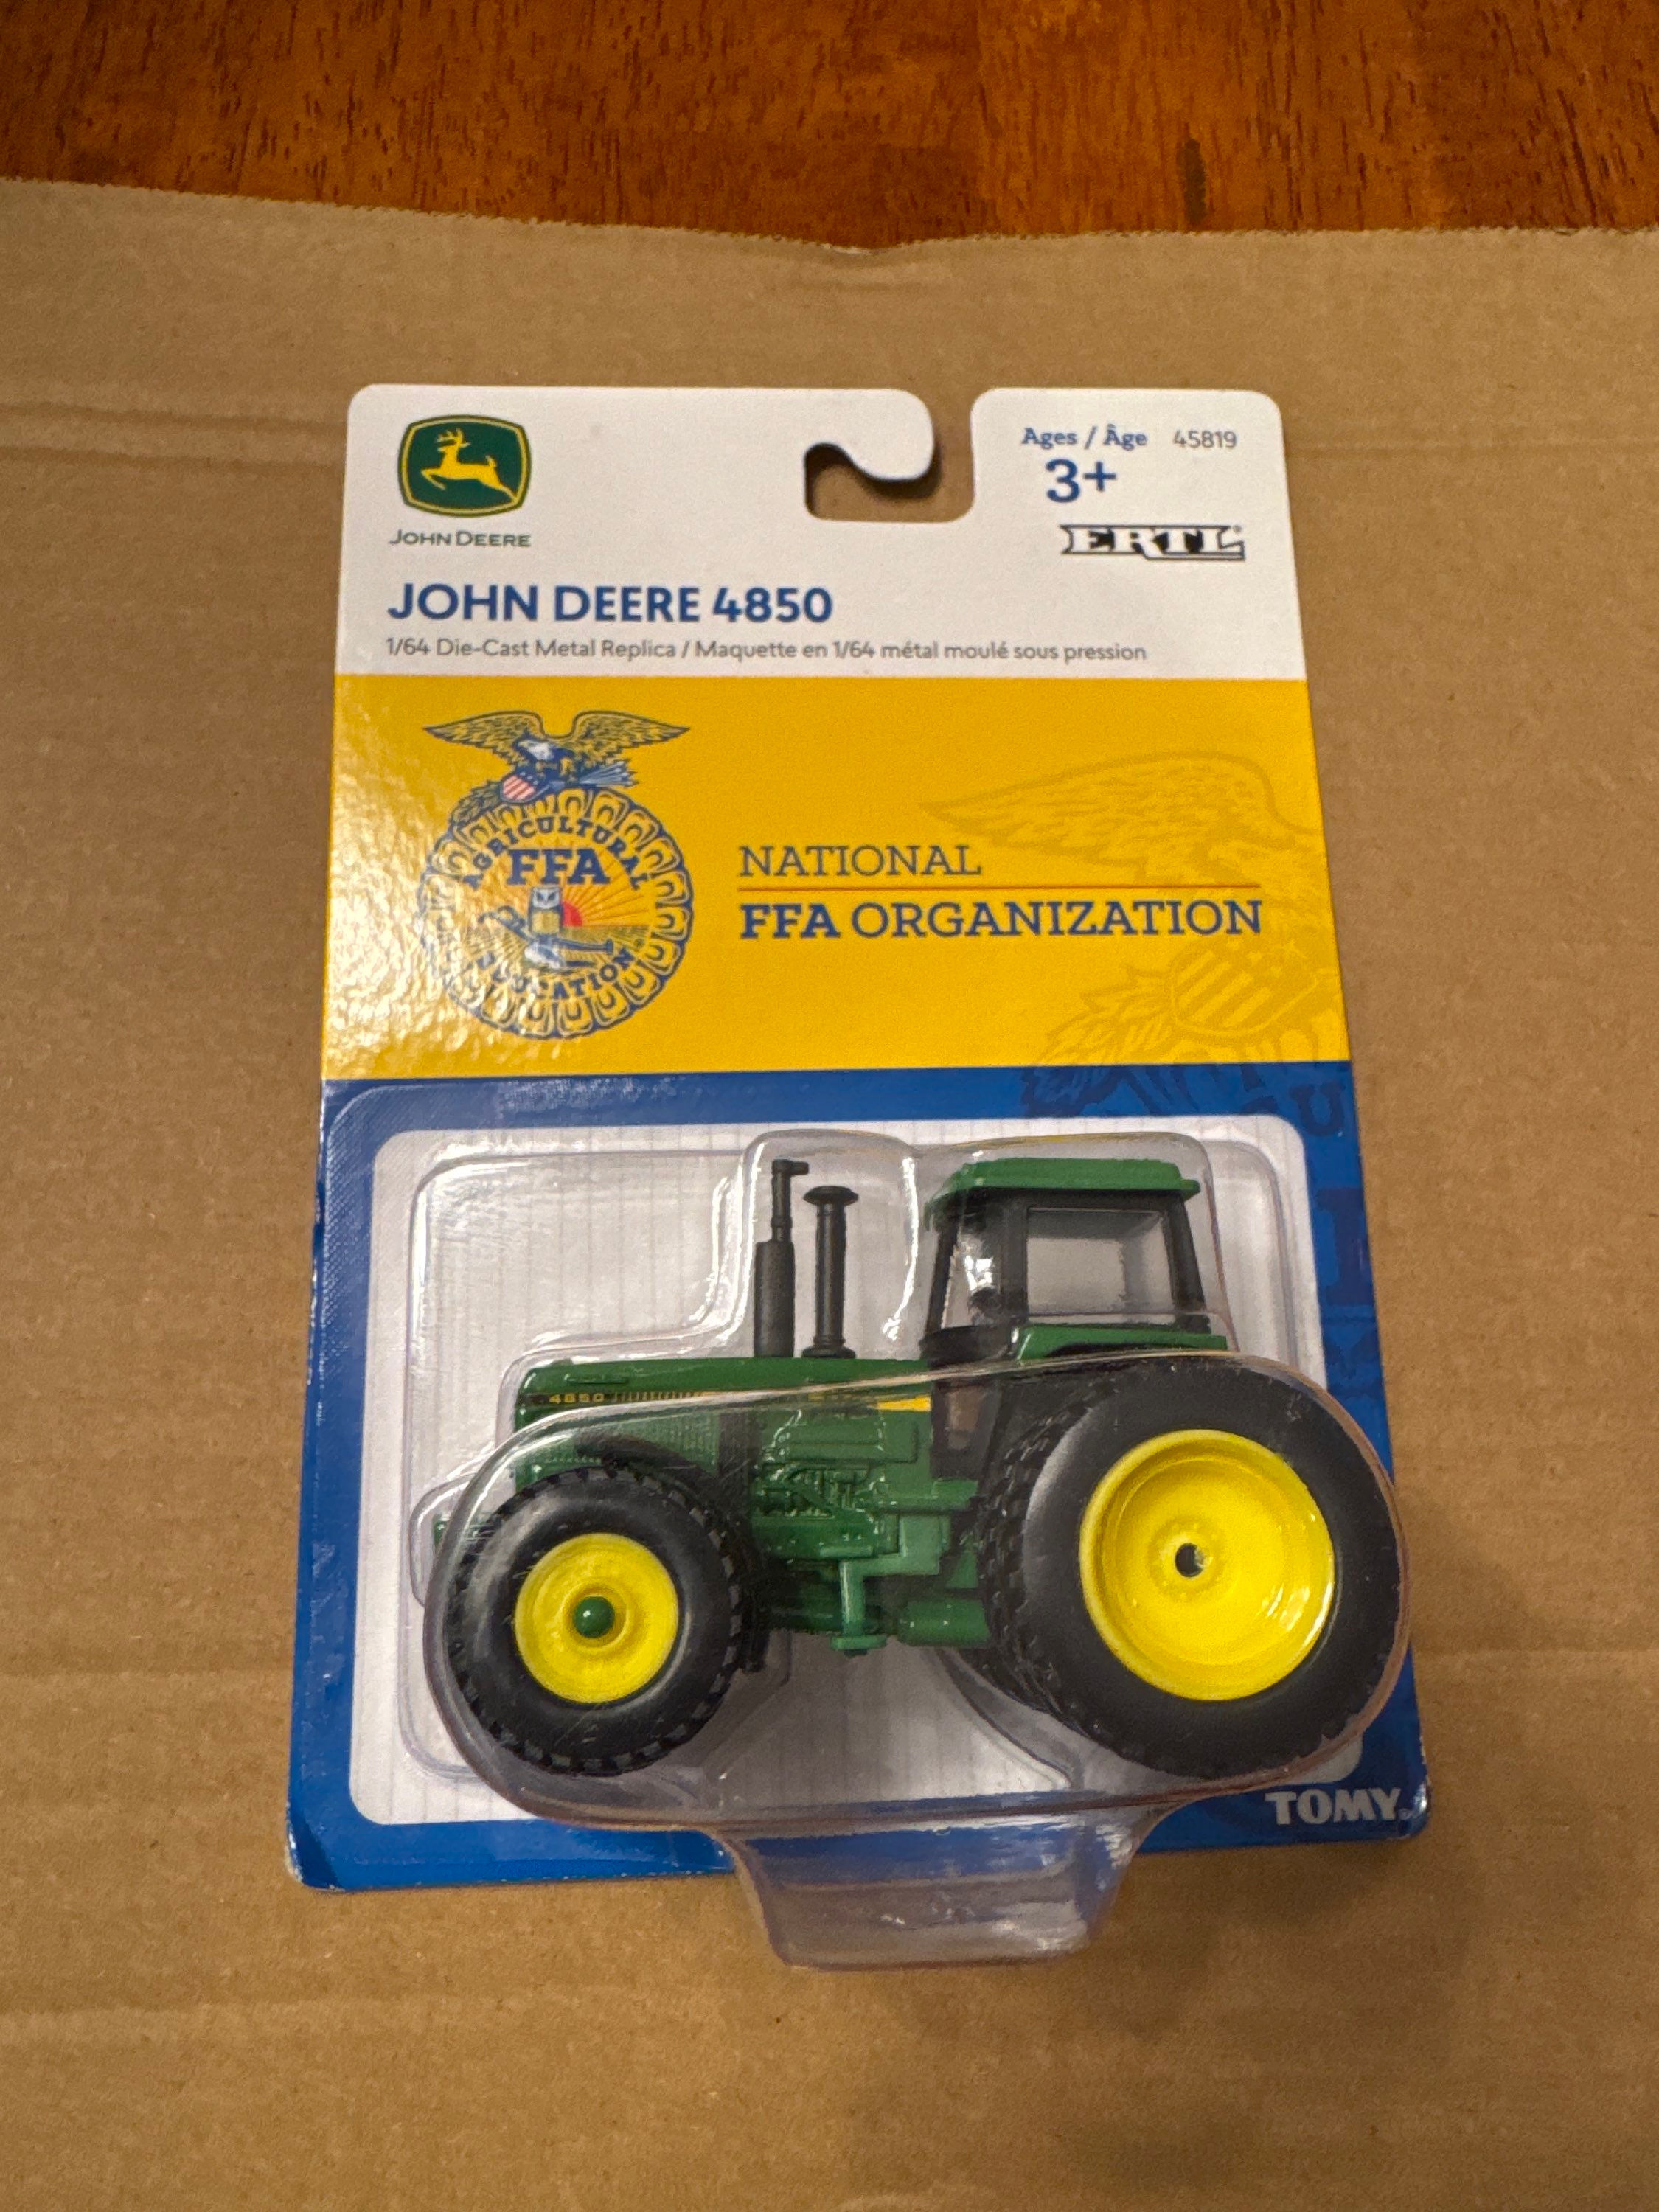 Ages / Âge 45819
3+
JOHN DEERE
ERTL
JOHN DEERE 4850
1/64 Die-Cast Metal Replica / Maquette en 1/64 métal moulé sous pression
AGRICULTURAL
FFA
EDUCATION
NATIONAL
FFA ORGANIZATION
4850
TOMY